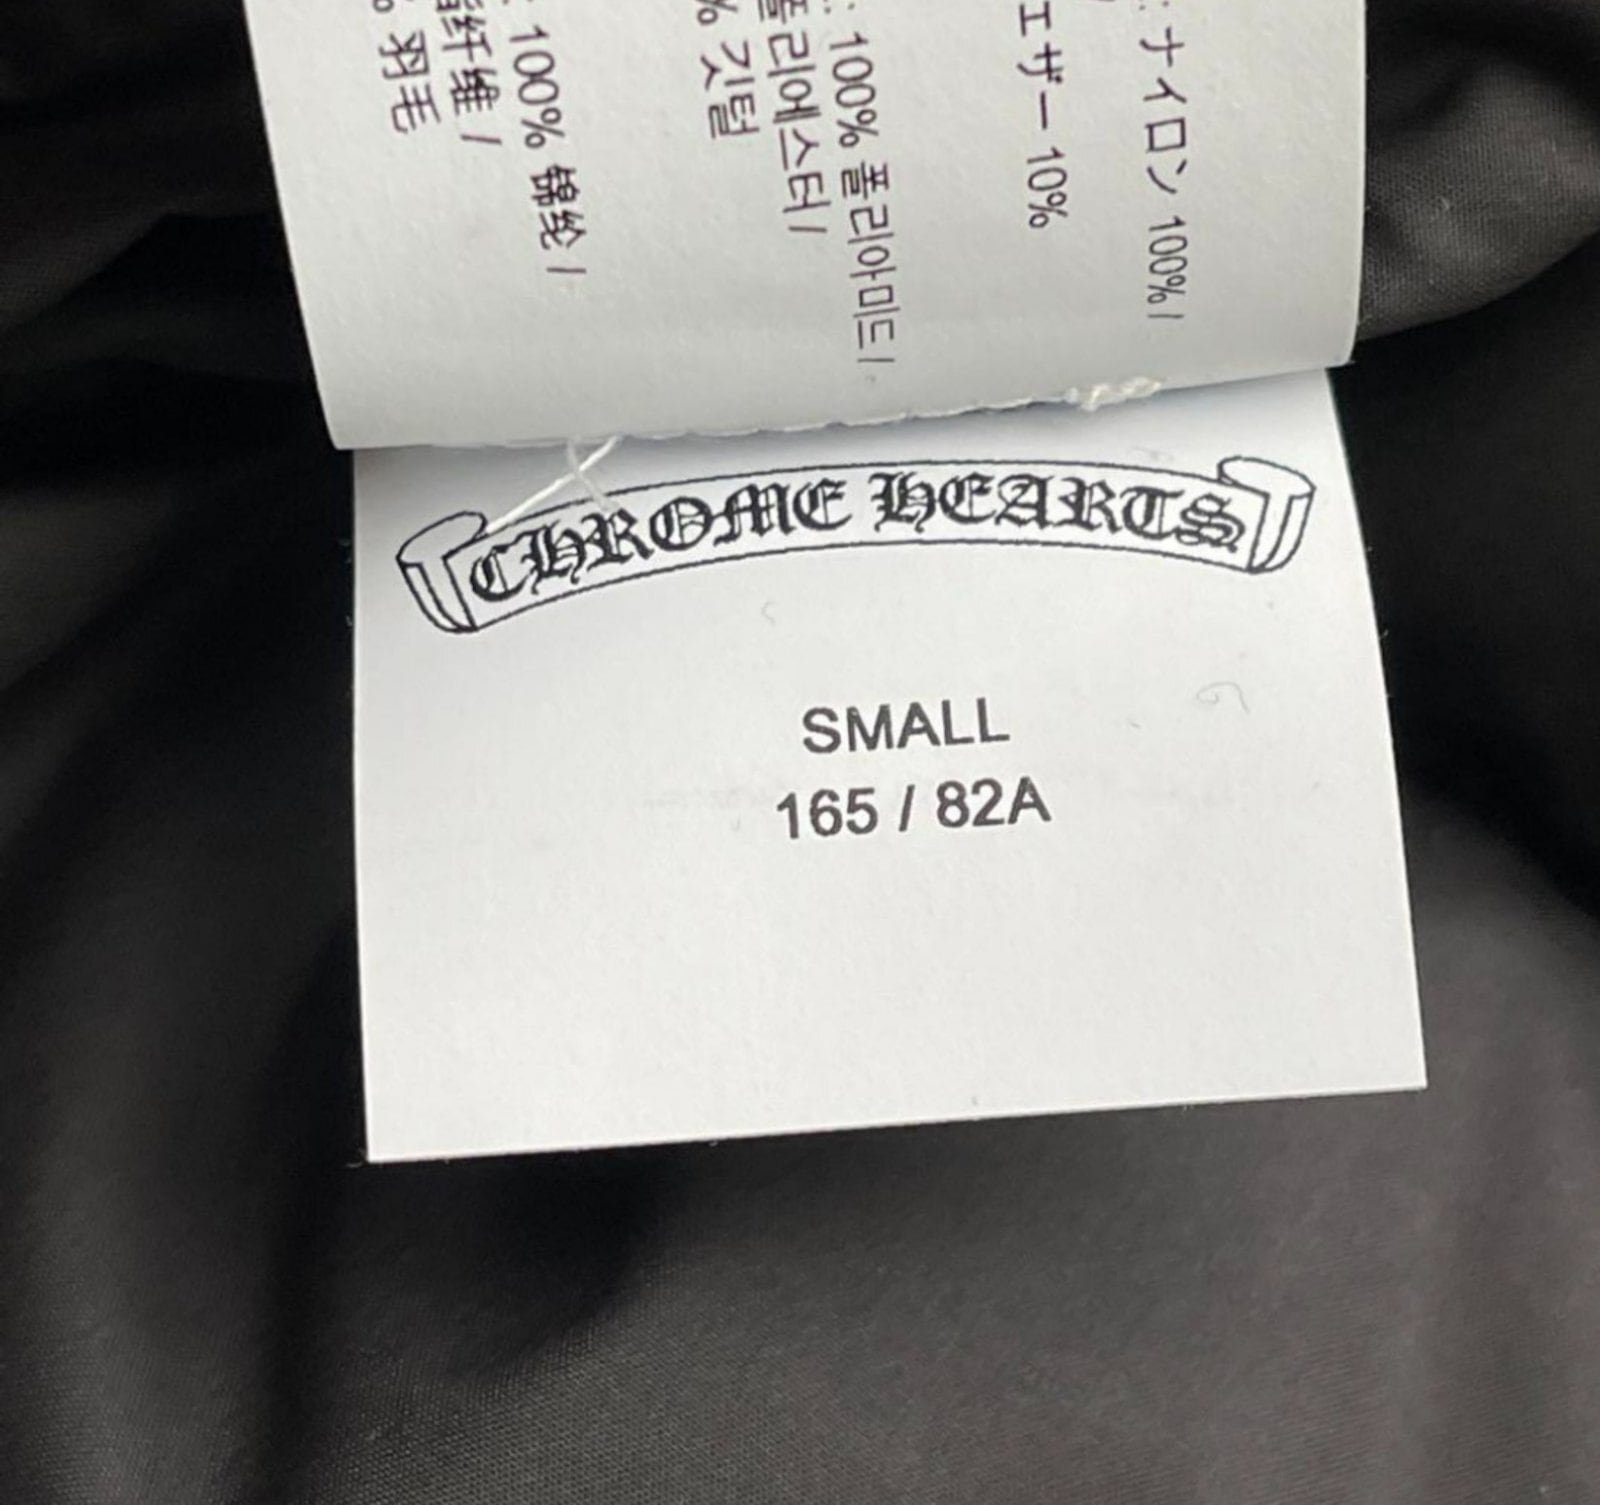 : ナイロン 100% /
エザー 10%
: 100% 폴리아미드 /
폴리에스터 /
% 깃털
: 100% 锦纶 /
纤维 /
% 羽毛
CHROME HEARTS
SMALL
165 / 82A